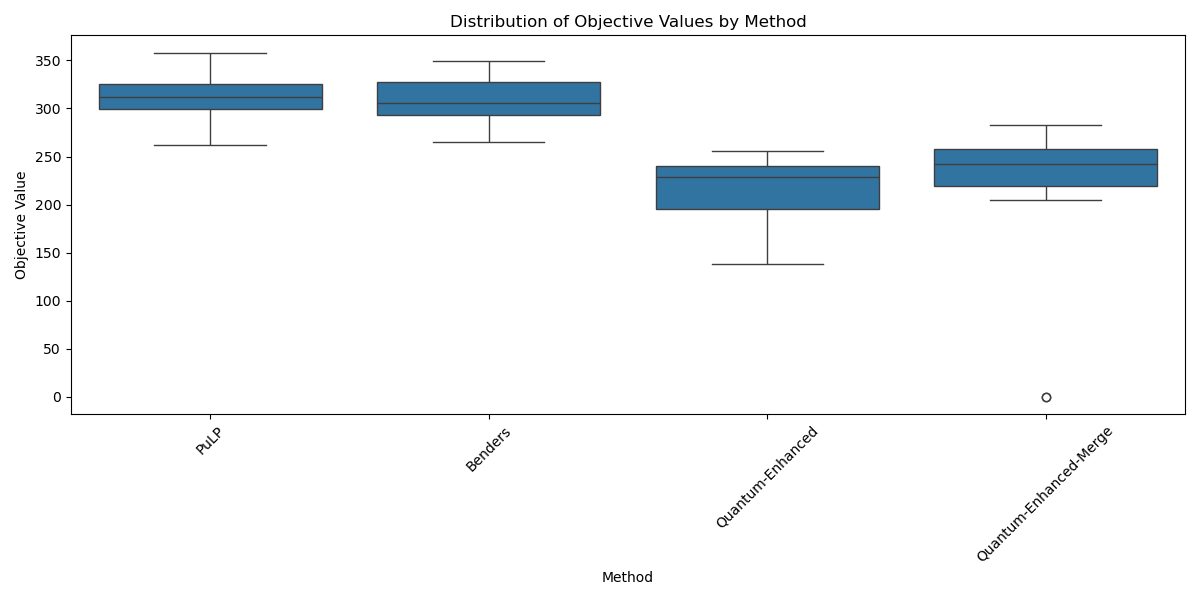 Distribution of Objective Values by Method
Objective Value
350
300
250
200
150
100
50
0
PuLP
Benders
Quantum-Enhanced
Quantum-Enhanced-Merge
Method